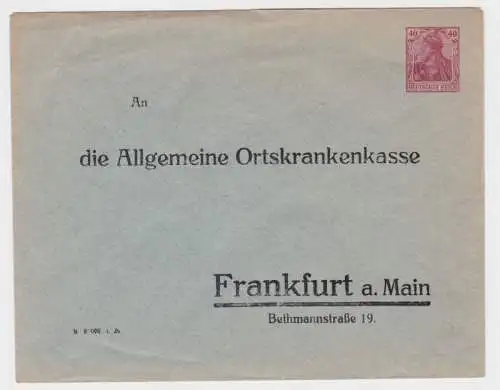 40 40
DEUTSCHES REICH
An
die Allgemeine Ortskrankenkasse
Frankfurt a. Main
Bethmannstraße 19.